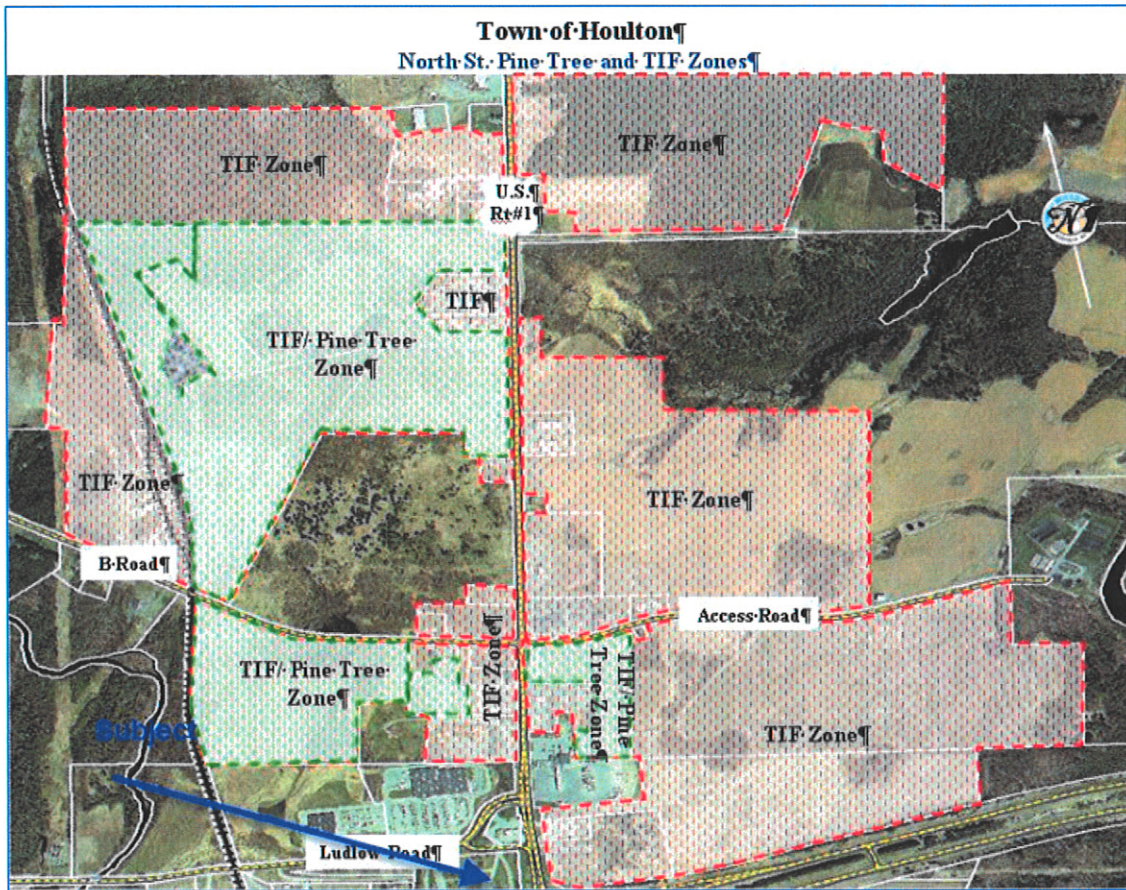 Town·of·Houlton¶
North·St.·Pine·Tree·and·TIF·Zones¶
TIF·Zone¶
TIF·Zone¶
U.S.¶
Rt·#1¶
TIF¶
TIF/·Pine·Tree·
Zone¶
TIF·Zone¶
TIF·Zone¶
B·Road¶
Access·Road¶
TIF/·Pine·Tree·
Zone¶
TIF·Zone¶
TIF/·Pine
Tree·Zone¶
TIF·Zone¶
Subject
Ludlow·Road¶
N